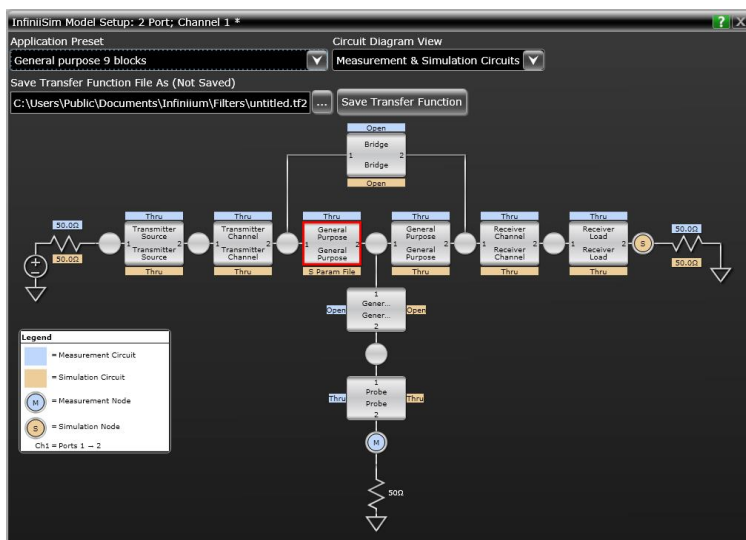 InfiniiSim Model Setup: 2 Port; Channel 1 *
? X
Application Preset
Circuit Diagram View
General purpose 9 blocks
Measurement & Simulation Circuits
Save Transfer Function File As (Not Saved)
C:\Users\Public\Documents\Infiniium\Filters\untitled.tf2
...
Save Transfer Function
Open
Bridge
1 2
Bridge
Open
50.0Ω
Thru
Thru
Thru
Thru
Thru
Thru
50.0Ω
Transmitter Source
Transmitter Channel
General Purpose
General Purpose
Receiver Channel
Receiver Load
1 2
1 2
1 2
1 2
1 2
1 2
S
Transmitter Source
Transmitter Channel
General Purpose
General Purpose
Receiver Channel
Receiver Load
50.0Ω
Thru
Thru
S Param File
Thru
Thru
Thru
50.0Ω
+
−
1
Gener...
Open
Open
Gener...
2
1
Probe
Thru
Thru
Probe
2
M
50Ω
Legend
= Measurement Circuit
= Simulation Circuit
M = Measurement Node
S = Simulation Node
Ch1 = Ports 1 → 2